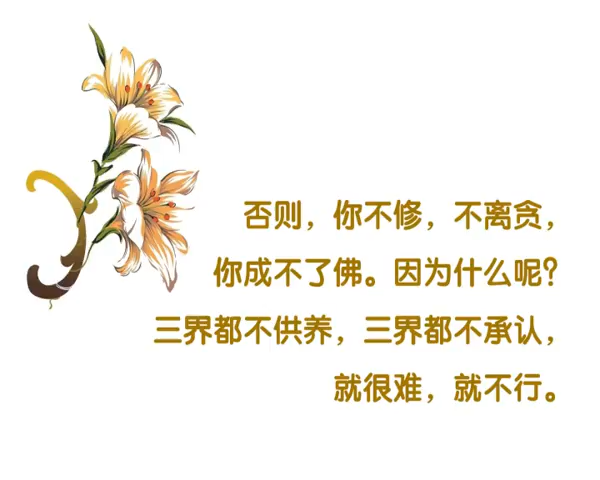 否则，你不修，不离贪，
你成不了佛。因为什么呢？
三界都不供养，三界都不承认，
就很难，就不行。